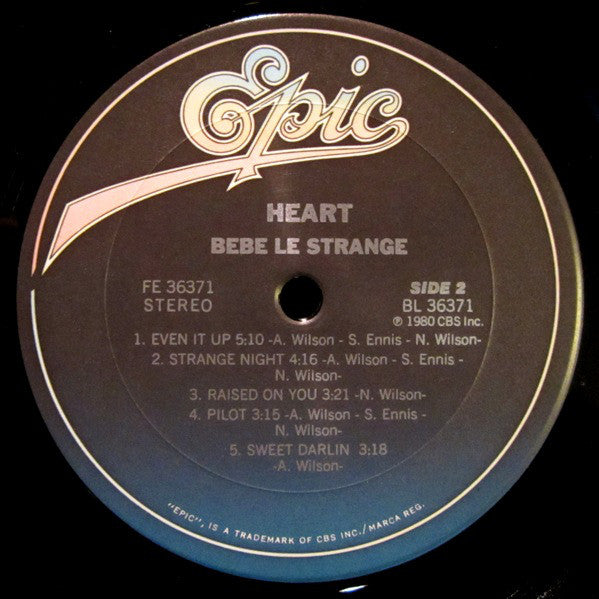 Epic
HEART
BEBE LE STRANGE
FE 36371
STEREO
SIDE 2
BL 36371
℗ 1980 CBS Inc.
1. EVEN IT UP 5:10 -A. Wilson - S. Ennis - N. Wilson-
2. STRANGE NIGHT 4:16 -A. Wilson - S. Ennis -
N. Wilson-
3. RAISED ON YOU 3:21 -N. Wilson-
4. PILOT 3:15 -A. Wilson - S. Ennis -
N. Wilson-
5. SWEET DARLIN 3:18
-A. Wilson-
"EPIC", IS A TRADEMARK OF CBS INC./MARCA REG.